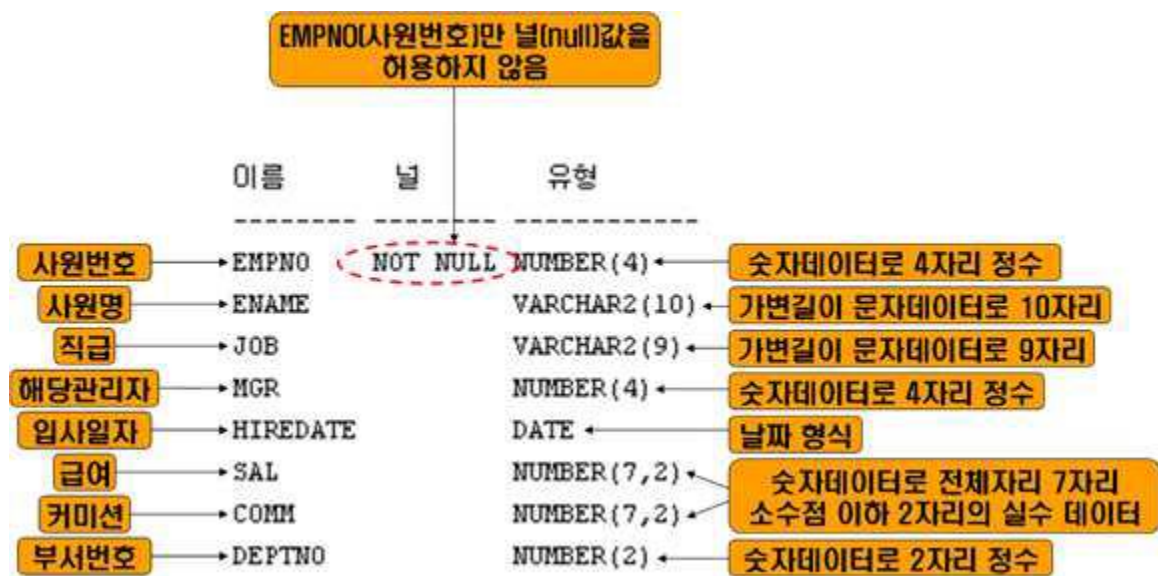 EMPNO(사원번호)만 널(null)값을
허용하지 않음
이름 널 유형
-------- -------- ------------
사원번호 EMPNO NOT NULL NUMBER(4) 숫자데이터로 4자리 정수
사원명 ENAME VARCHAR2(10) 가변길이 문자데이터로 10자리
직급 JOB VARCHAR2(9) 가변길이 문자데이터로 9자리
해당관리자 MGR NUMBER(4) 숫자데이터로 4자리 정수
입사일자 HIREDATE DATE 날짜 형식
급여 SAL NUMBER(7,2) 숫자데이터로 전체자리 7자리
커미션 COMM NUMBER(7,2) 소수점 이하 2자리의 실수 데이터
부서번호 DEPTNO NUMBER(2) 숫자데이터로 2자리 정수